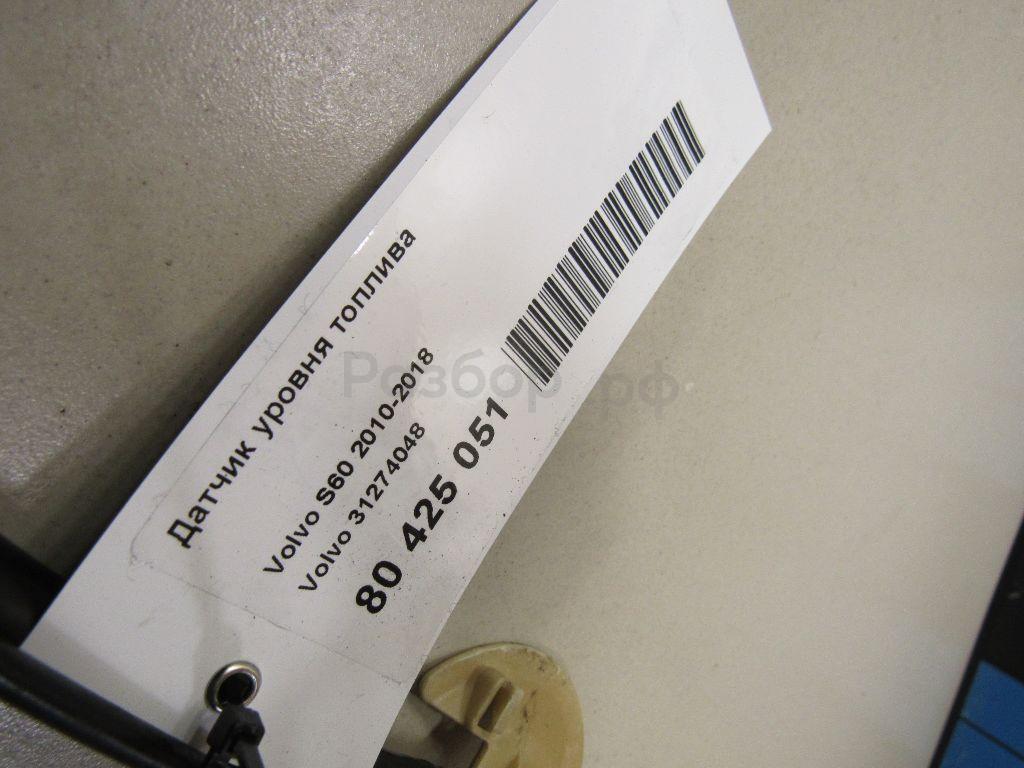 Датчик уровня топлива
Volvo S60 2010-2018
Volvo 31274048
80 425 051
Разбор.рф